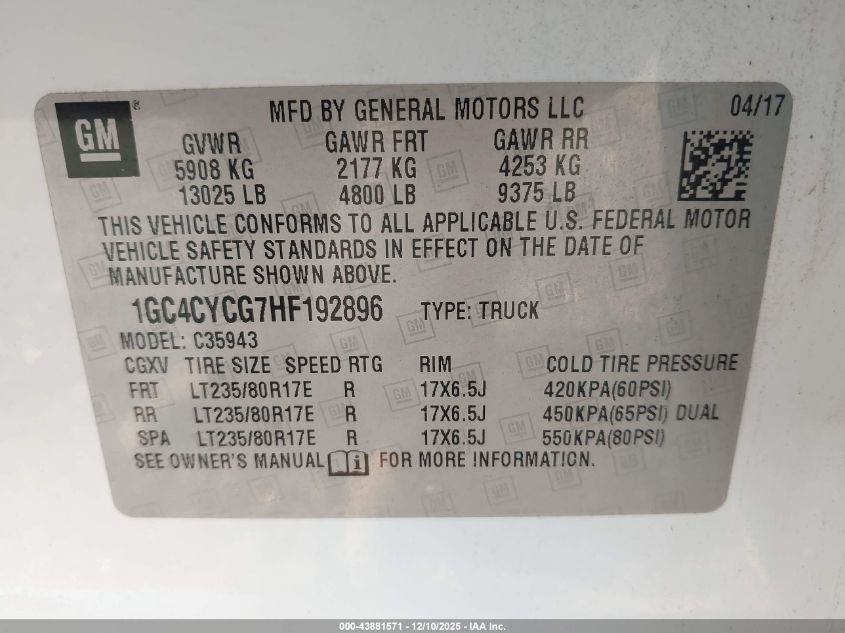 GM ®
MFD BY GENERAL MOTORS LLC 04/17
GVWR GAWR FRT GAWR RR
5908 KG 2177 KG 4253 KG
13025 LB 4800 LB 9375 LB
THIS VEHICLE CONFORMS TO ALL APPLICABLE U.S. FEDERAL MOTOR
VEHICLE SAFETY STANDARDS IN EFFECT ON THE DATE OF
MANUFACTURE SHOWN ABOVE.
1GC4CYCG7HF192896 TYPE: TRUCK
MODEL: C35943
CGXV TIRE SIZE SPEED RTG RIM COLD TIRE PRESSURE
FRT LT235/80R17E R 17X6.5J 420KPA(60PSI)
RR LT235/80R17E R 17X6.5J 450KPA(65PSI) DUAL
SPA LT235/80R17E R 17X6.5J 550KPA(80PSI)
SEE OWNER'S MANUAL i FOR MORE INFORMATION.
000-43881571 — 12/10/2025 — IAA Inc.